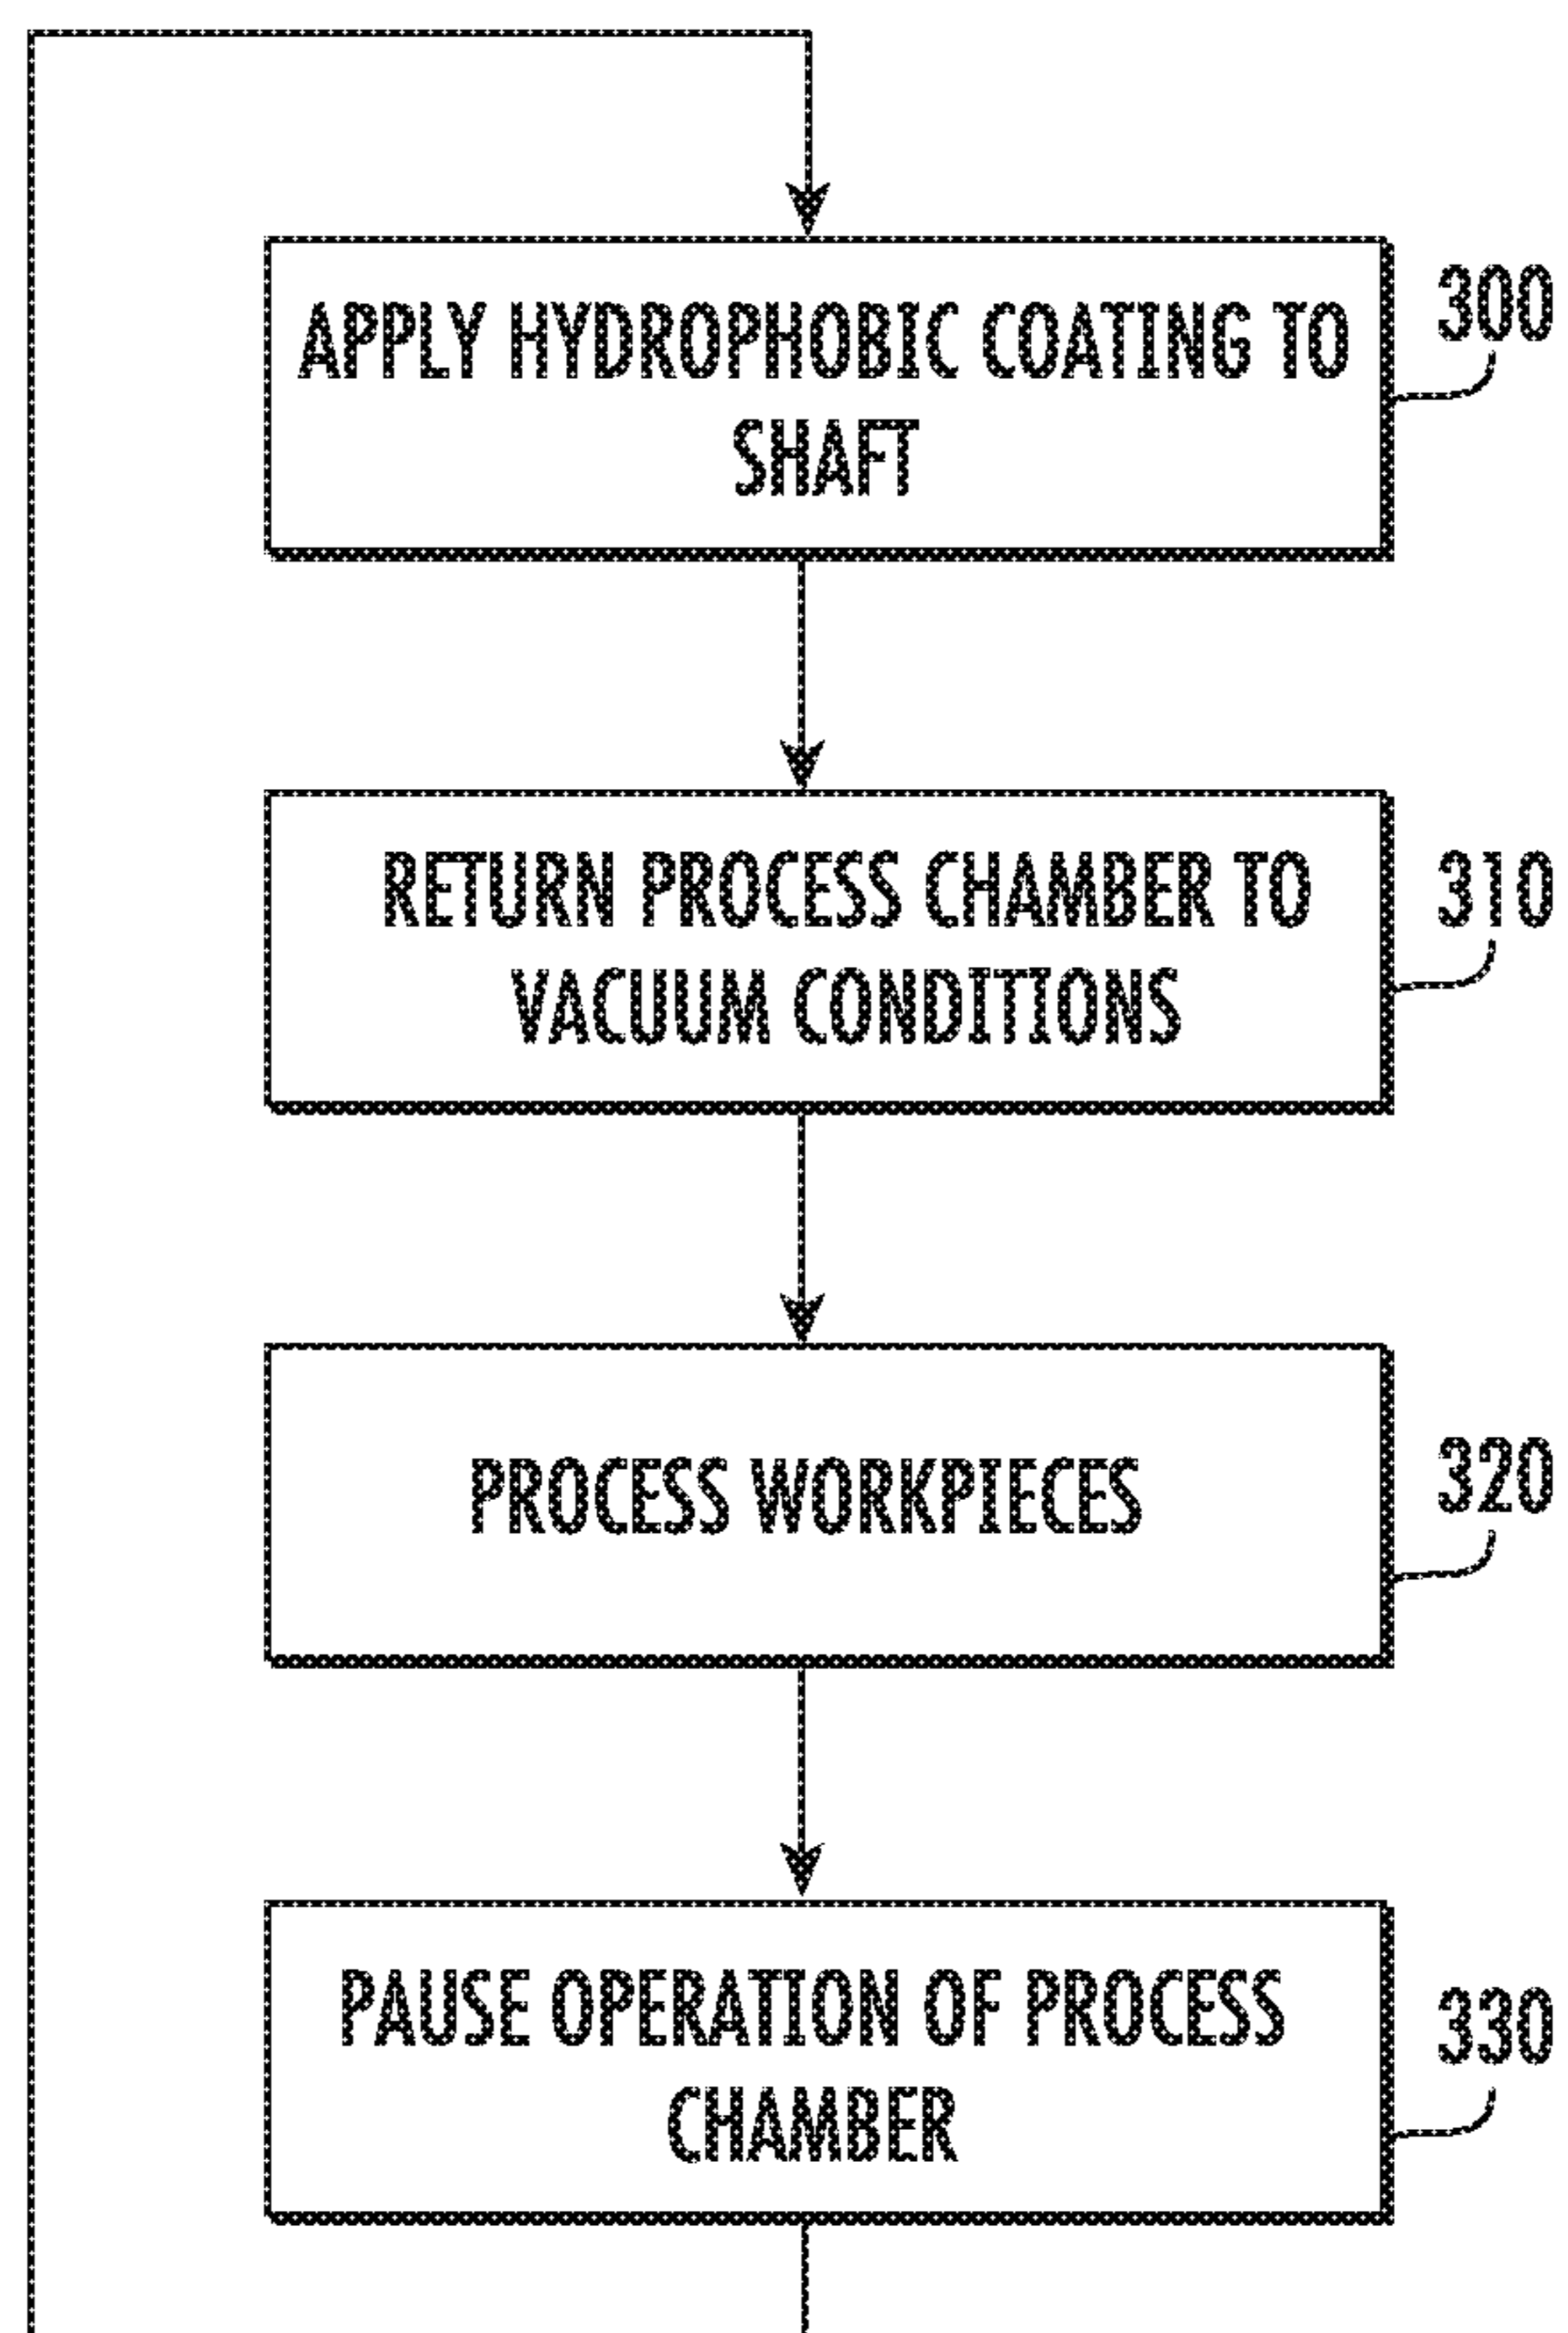 APPLY HYDROPHOBIC COATING TO
SHAFT
300
RETURN PROCESS CHAMBER TO
VACUUM CONDITIONS
310
PROCESS WORKPIECES
320
PAUSE OPERATION OF PROCESS
CHAMBER
330